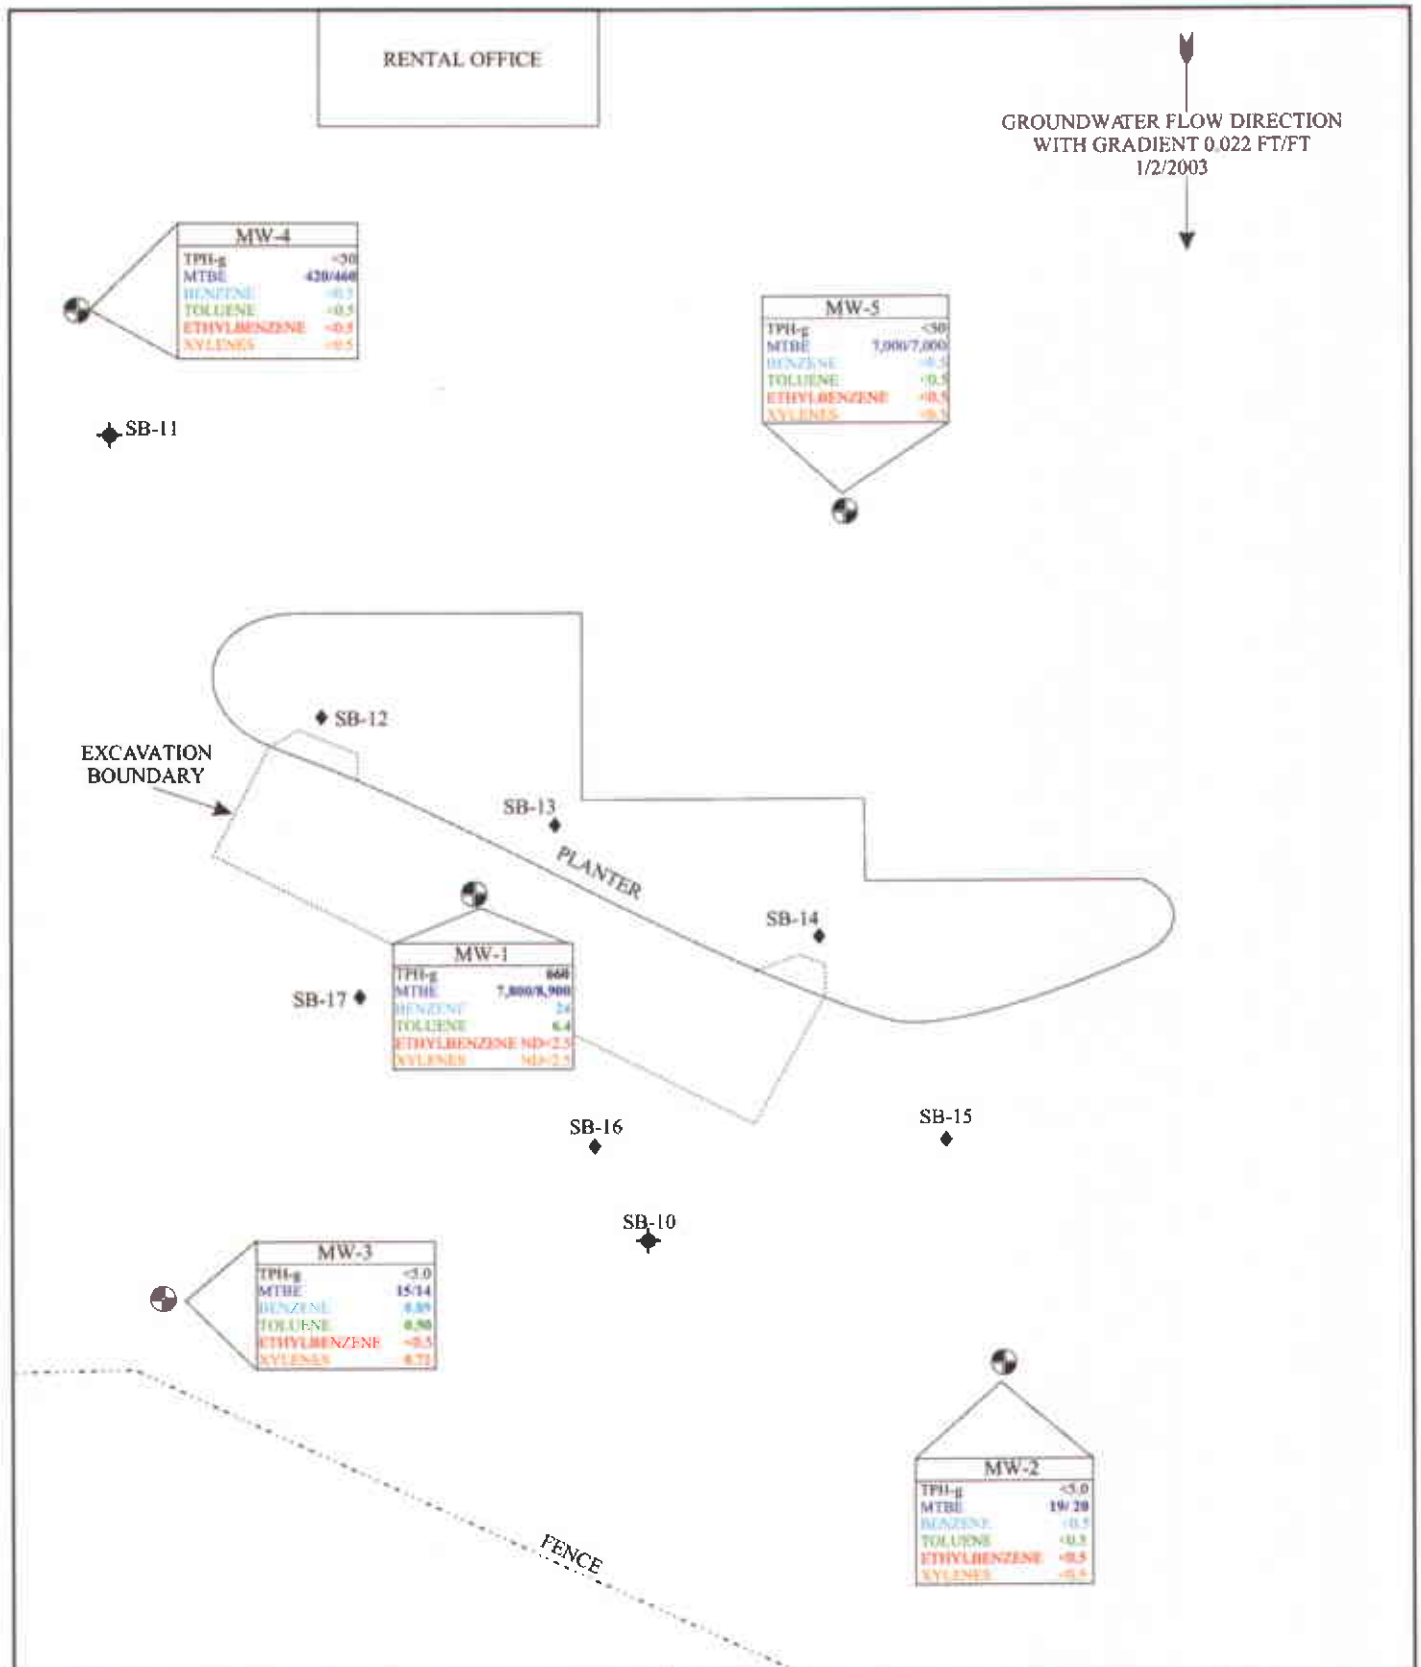 RENTAL OFFICE
GROUNDWATER FLOW DIRECTION
WITH GRADIENT 0.022 FT/FT
1/2/2003
MW-4
TPH-g <50
MTBE 420/460
BENZENE <0.5
TOLUENE <0.5
ETHYLBENZENE <0.5
XYLENES <0.5
MW-5
TPH-g <50
MTBE 7,000/7,000
BENZENE <0.5
TOLUENE <0.5
ETHYLBENZENE <0.5
XYLENES <0.5
SB-11
SB-12
EXCAVATION
BOUNDARY
SB-13
PLANTER
SB-14
MW-1
TPH-g 660
MTBE 7,800/8,900
BENZENE 24
TOLUENE 6.4
ETHYLBENZENE ND<2.5
XYLENES ND<2.5
SB-17
SB-16
SB-15
SB-10
MW-3
TPH-g <5.0
MTBE 15/14
BENZENE 0.89
TOLUENE 0.90
ETHYLBENZENE <0.5
XYLENES 0.72
MW-2
TPH-g <5.0
MTBE 19/ 20
BENZENE <0.5
TOLUENE <0.5
ETHYLBENZENE <0.5
XYLENES <0.5
FENCE